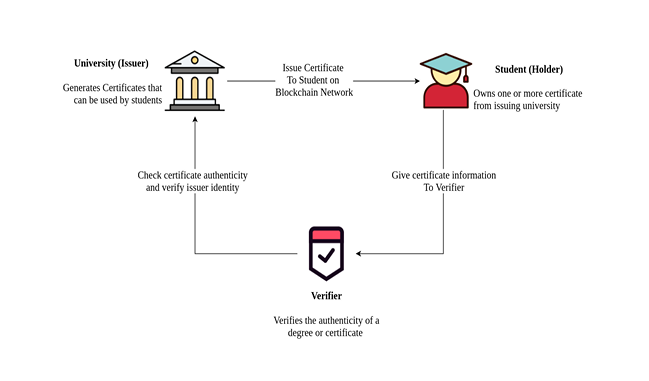 University (Issuer)
Generates Certificates that
can be used by students
Issue Certificate
To Student on
Blockchain Network
Student (Holder)
Owns one or more certificate
from issuing university
Check certificate authenticity
and verify issuer identity
Give certificate information
To Verifier
Verifier
Verifies the authenticity of a
degree or certificate